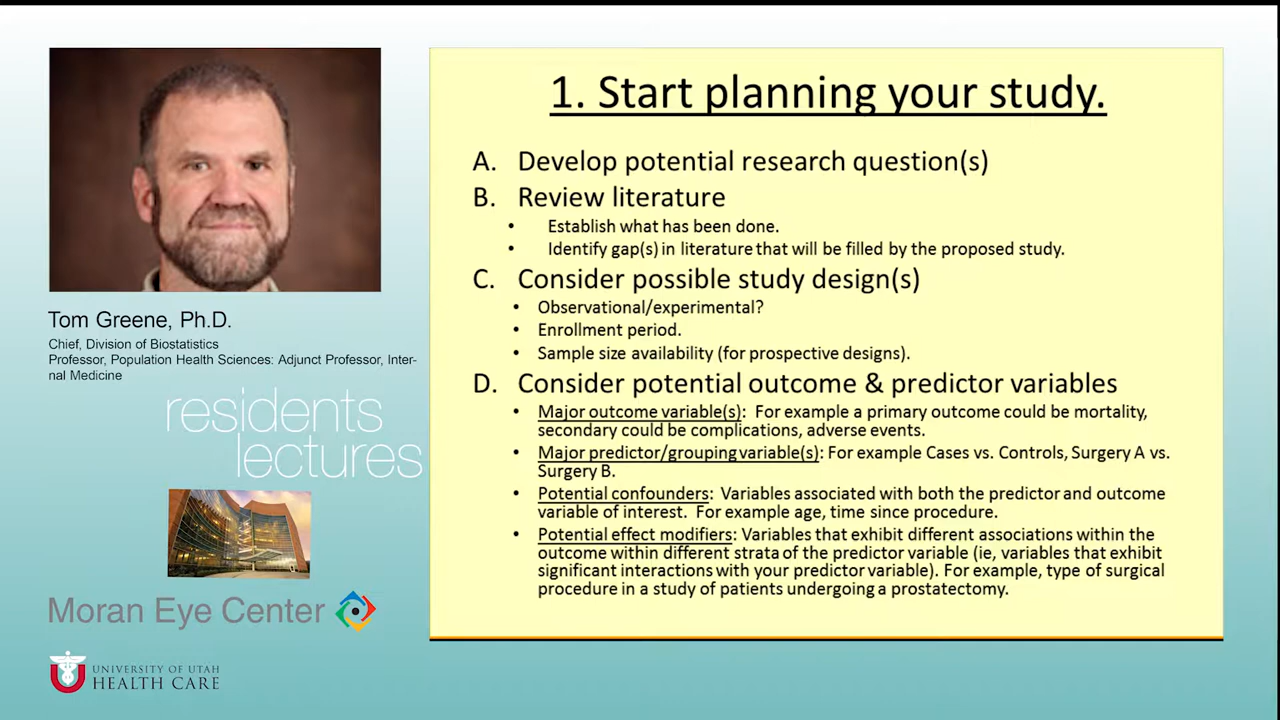 1. Start planning your study.
A. Develop potential research question(s)
B. Review literature
• Establish what has been done.
• Identify gap(s) in literature that will be filled by the proposed study.
C. Consider possible study design(s)
• Observational/experimental?
• Enrollment period.
• Sample size availability (for prospective designs).
D. Consider potential outcome & predictor variables
• Major outcome variable(s): For example a primary outcome could be mortality,
secondary could be complications, adverse events.
• Major predictor/grouping variable(s): For example Cases vs. Controls, Surgery A vs.
Surgery B.
• Potential confounders: Variables associated with both the predictor and outcome
variable of interest. For example age, time since procedure.
• Potential effect modifiers: Variables that exhibit different associations within the
outcome within different strata of the predictor variable (ie, variables that exhibit
significant interactions with your predictor variable). For example, type of surgical
procedure in a study of patients undergoing a prostatectomy.
Tom Greene, Ph.D.
Chief, Division of Biostatistics
Professor, Population Health Sciences: Adjunct Professor, Inter-
nal Medicine
residents
lectures
Moran Eye Center
UNIVERSITY OF UTAH
HEALTH CARE